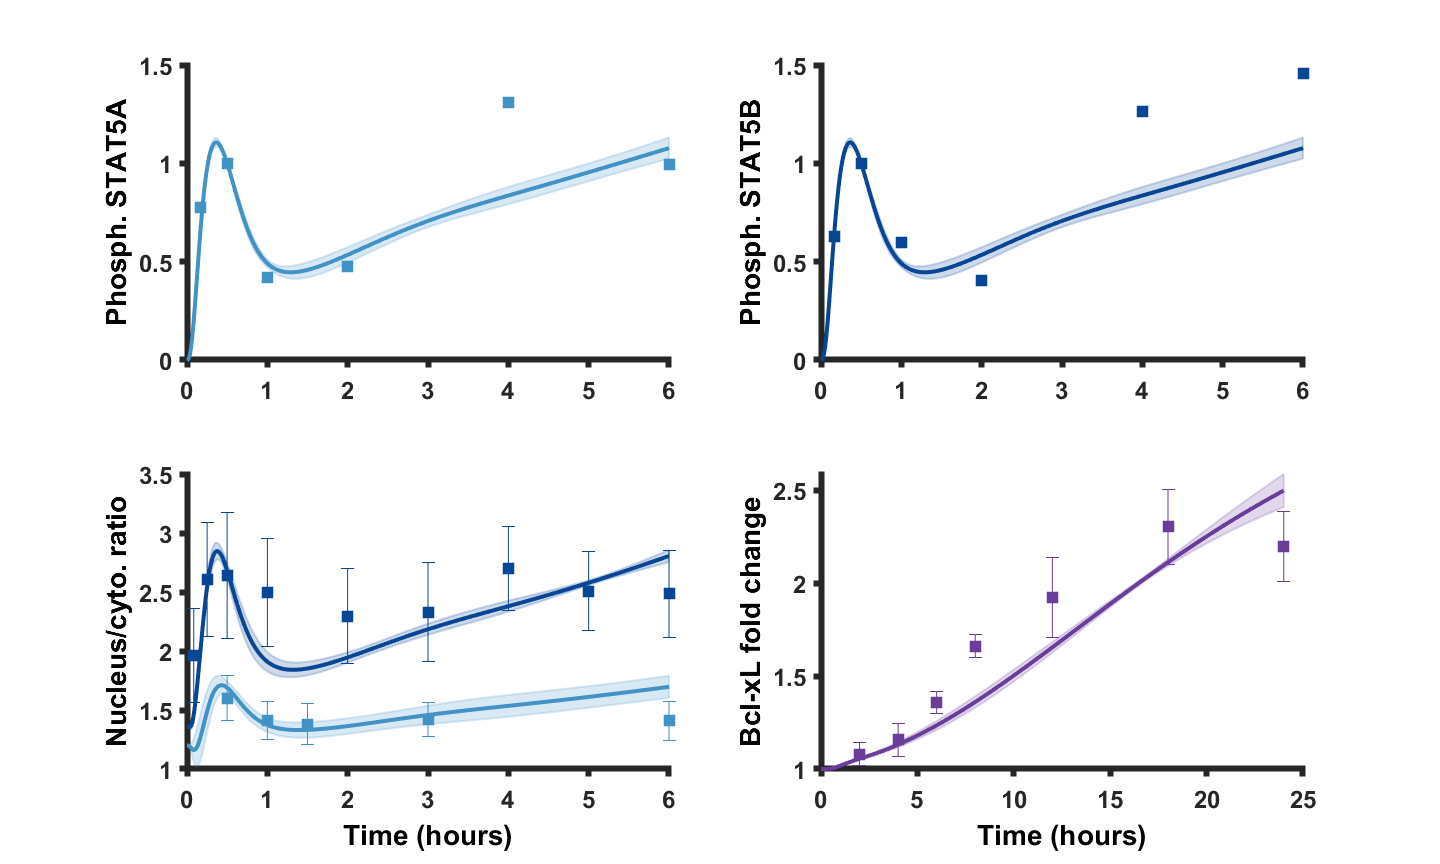 Phosph. STAT5A
1.5
1
0.5
0
0 1 2 3 4 5 6
Phosph. STAT5B
1.5
1
0.5
0
0 1 2 3 4 5 6
Nucleus/cyto. ratio
3.5
3
2.5
2
1.5
1
0 1 2 3 4 5 6
Time (hours)
Bcl-xL fold change
2.5
2
1.5
1
0 5 10 15 20 25
Time (hours)